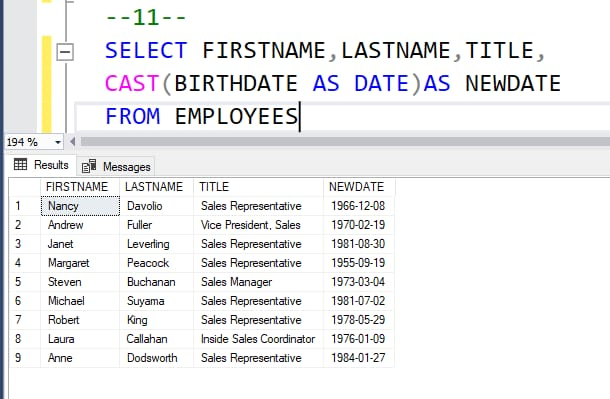 --11--
SELECT FIRSTNAME,LASTNAME,TITLE,
CAST(BIRTHDATE AS DATE)AS NEWDATE
FROM EMPLOYEES
194 %
Results Messages
FIRSTNAME LASTNAME TITLE NEWDATE
1 Nancy Davolio Sales Representative 1966-12-08
2 Andrew Fuller Vice President, Sales 1970-02-19
3 Janet Leverling Sales Representative 1981-08-30
4 Margaret Peacock Sales Representative 1955-09-19
5 Steven Buchanan Sales Manager 1973-03-04
6 Michael Suyama Sales Representative 1981-07-02
7 Robert King Sales Representative 1978-05-29
8 Laura Callahan Inside Sales Coordinator 1976-01-09
9 Anne Dodsworth Sales Representative 1984-01-27